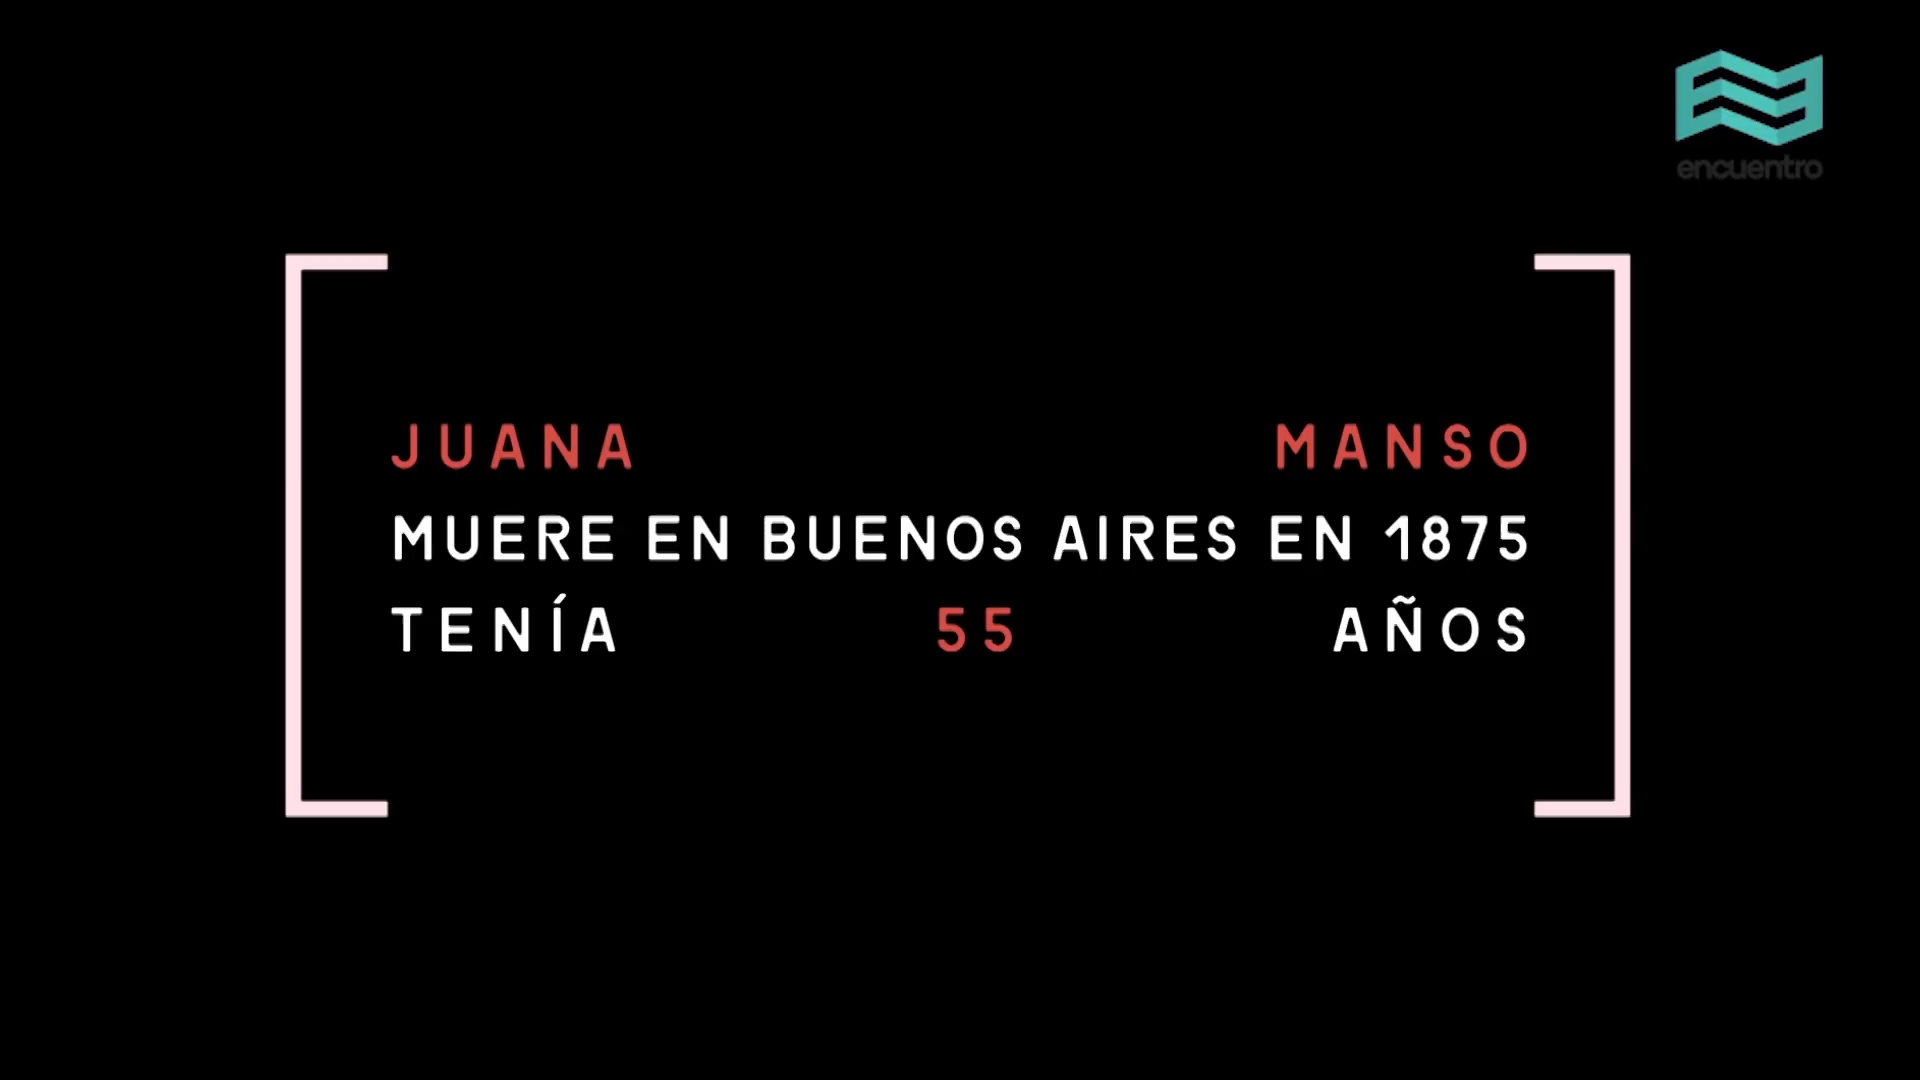 encuentro
JUANA MANSO
MUERE EN BUENOS AIRES EN 1875
TENÍA 55 AÑOS